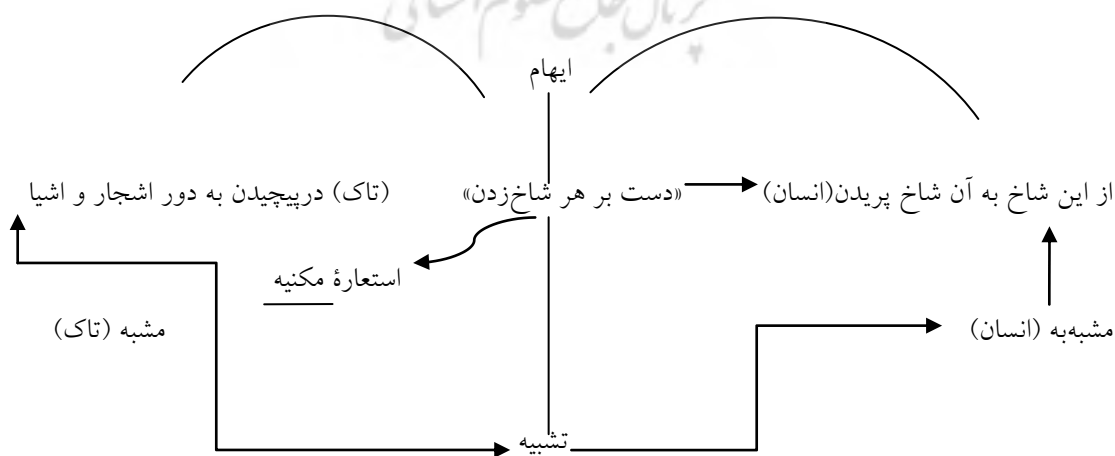 ایهام
از این شاخ به آن شاخ پریدن(انسان) «دست بر هر شاخ‌زدن» (تاک) درپیچیدن به دور اشجار و اشیا
استعارۀ مکنیه
مشبه‌به (انسان) مشبه (تاک)
تشبیه